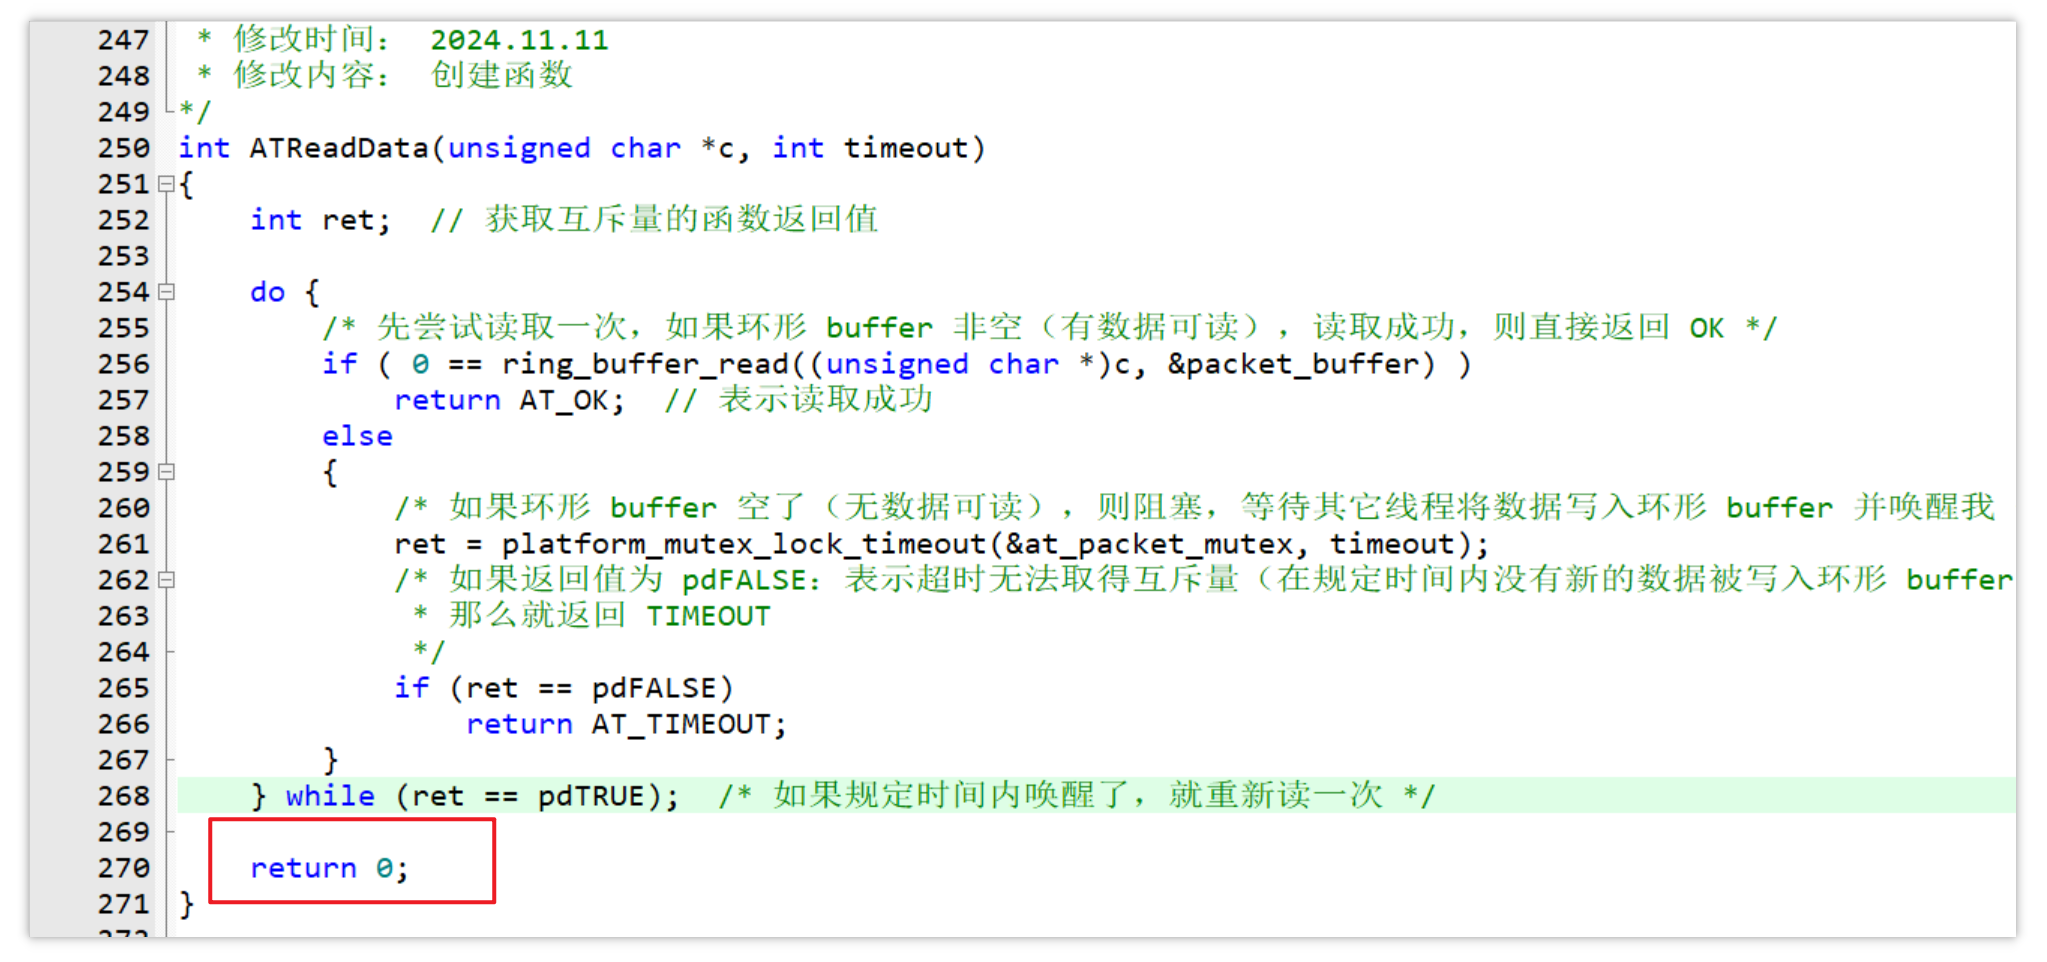 247 * 修改时间： 2024.11.11
248 * 修改内容： 创建函数
249 */
250 int ATReadData(unsigned char *c, int timeout)
251 {
252 int ret; // 获取互斥量的函数返回值
253
254 do {
255 /* 先尝试读取一次，如果环形 buffer 非空（有数据可读），读取成功，则直接返回 OK */
256 if ( 0 == ring_buffer_read((unsigned char *)c, &packet_buffer) )
257 return AT_OK; // 表示读取成功
258 else
259 {
260 /* 如果环形 buffer 空了（无数据可读），则阻塞，等待其它线程将数据写入环形 buffer 并唤醒我
261 ret = platform_mutex_lock_timeout(&at_packet_mutex, timeout);
262 /* 如果返回值为 pdFALSE：表示超时无法取得互斥量（在规定时间内没有新的数据被写入环形 buffer
263 * 那么就返回 TIMEOUT
264 */
265 if (ret == pdFALSE)
266 return AT_TIMEOUT;
267 }
268 } while (ret == pdTRUE); /* 如果规定时间内唤醒了，就重新读一次 */
269
270 return 0;
271 }